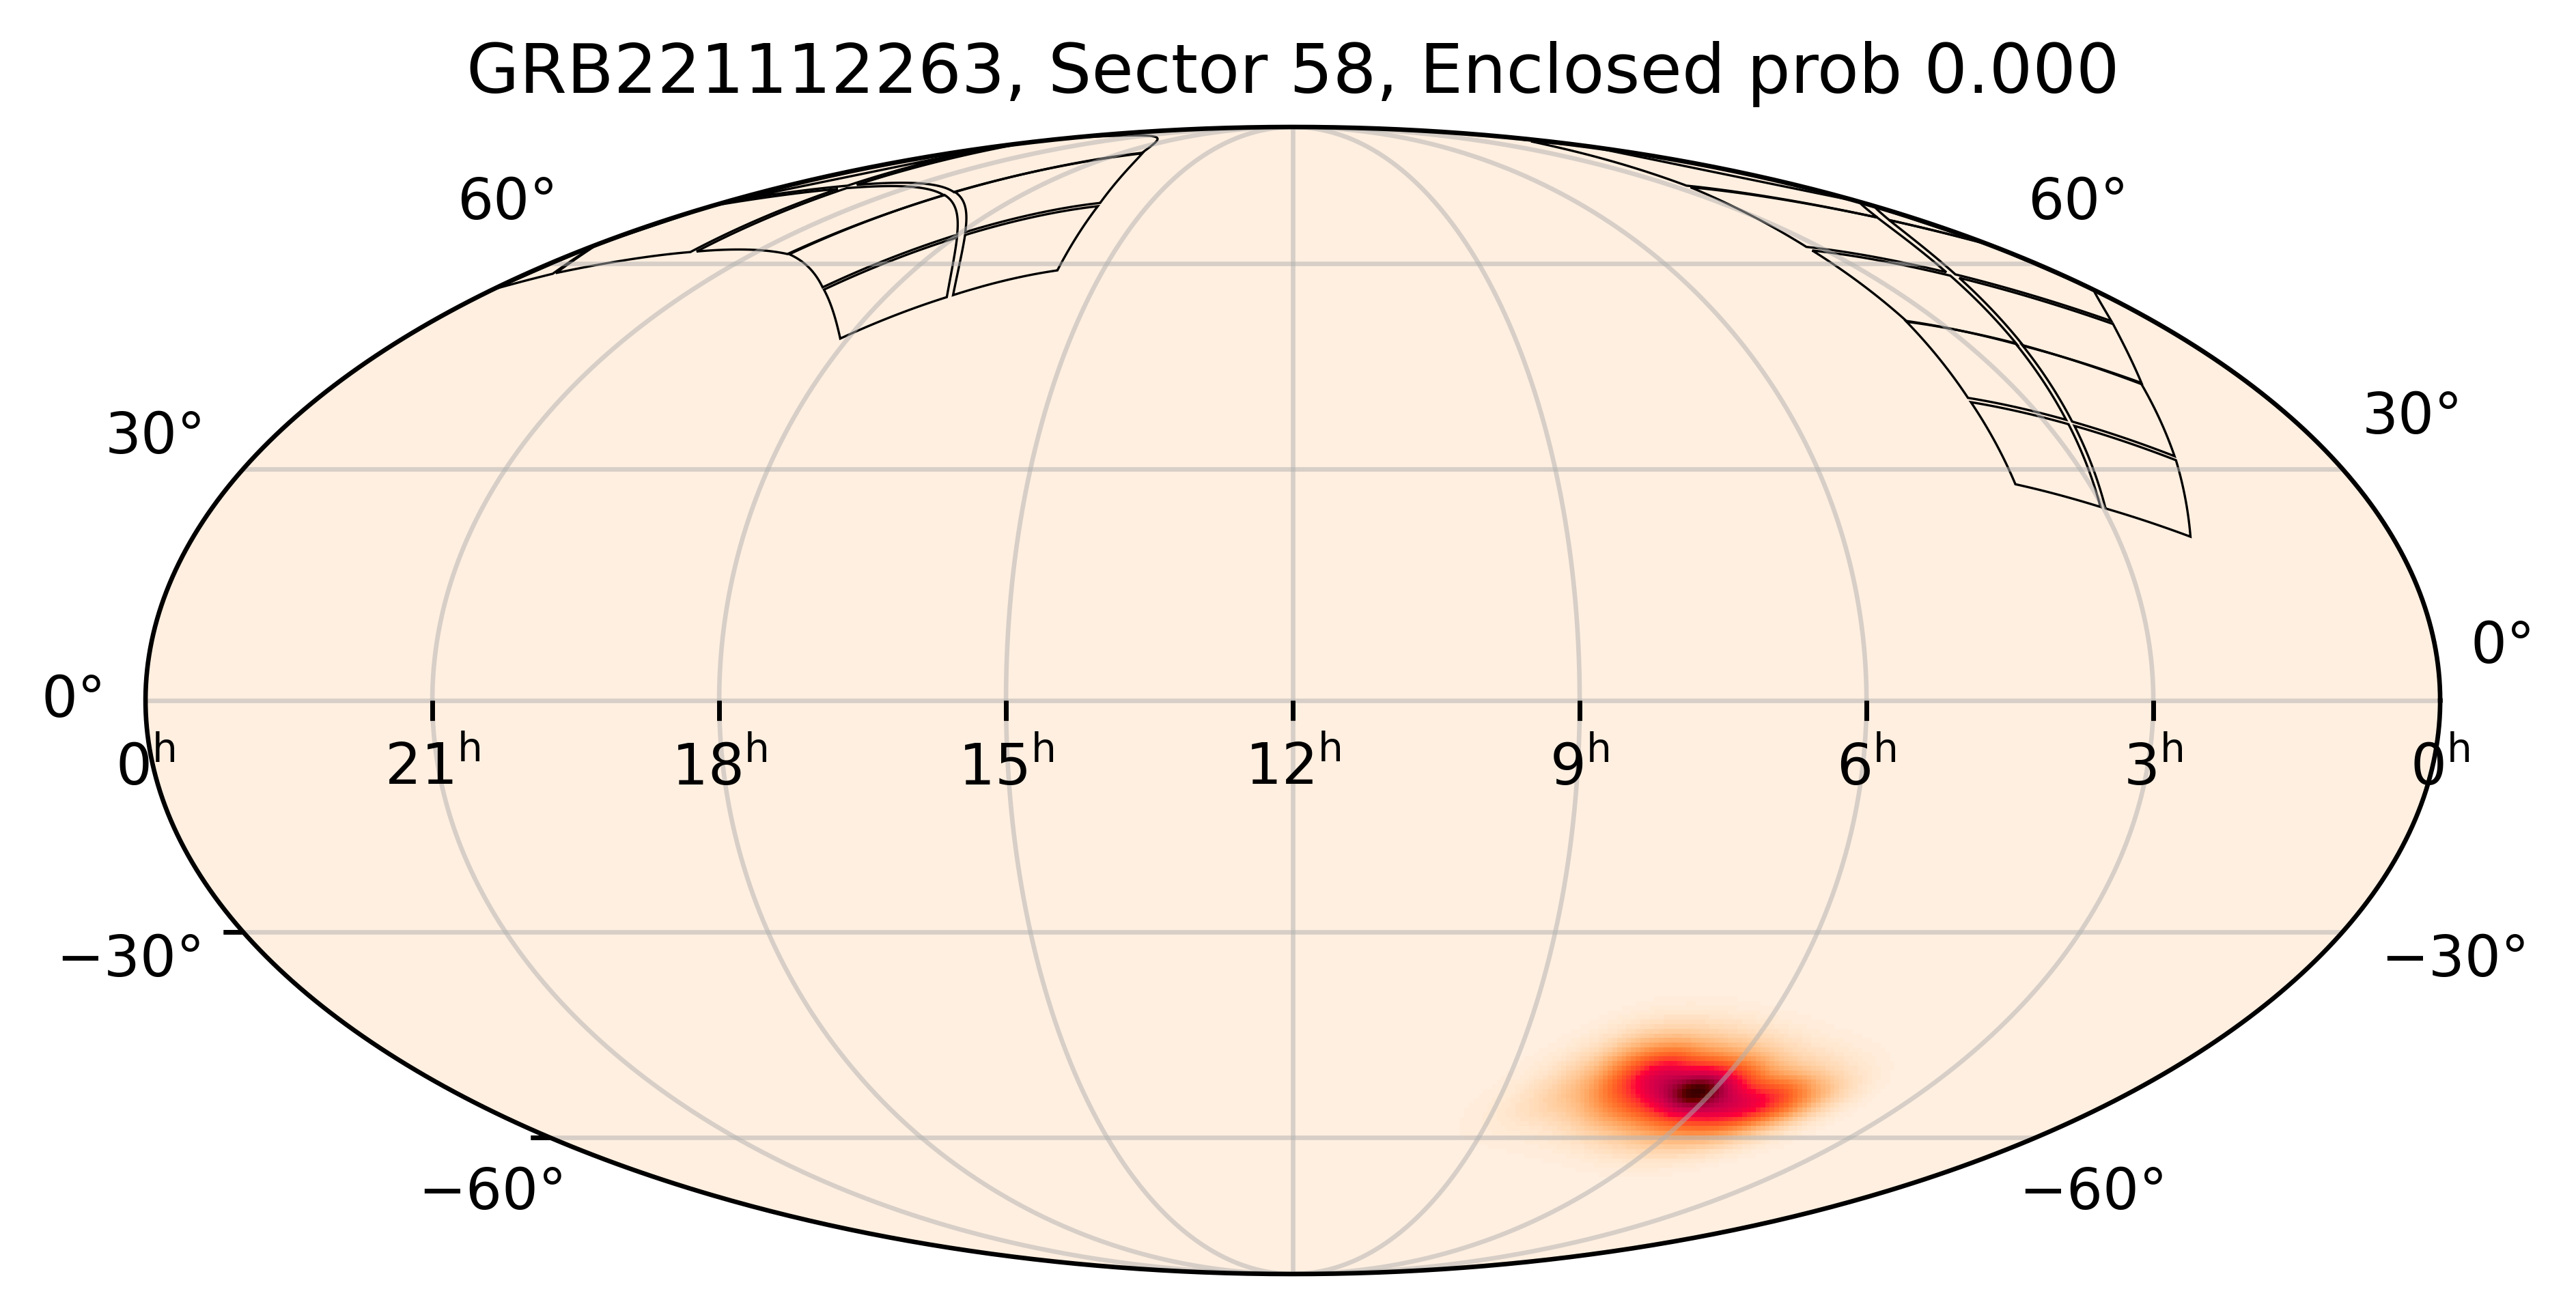 GRB221112263, Sector 58, Enclosed prob 0.000
60° 60°
30° 30°
0° 0°
0ʰ 21ʰ 18ʰ 15ʰ 12ʰ 9ʰ 6ʰ 3ʰ 0ʰ
−30° −30°
−60° −60°